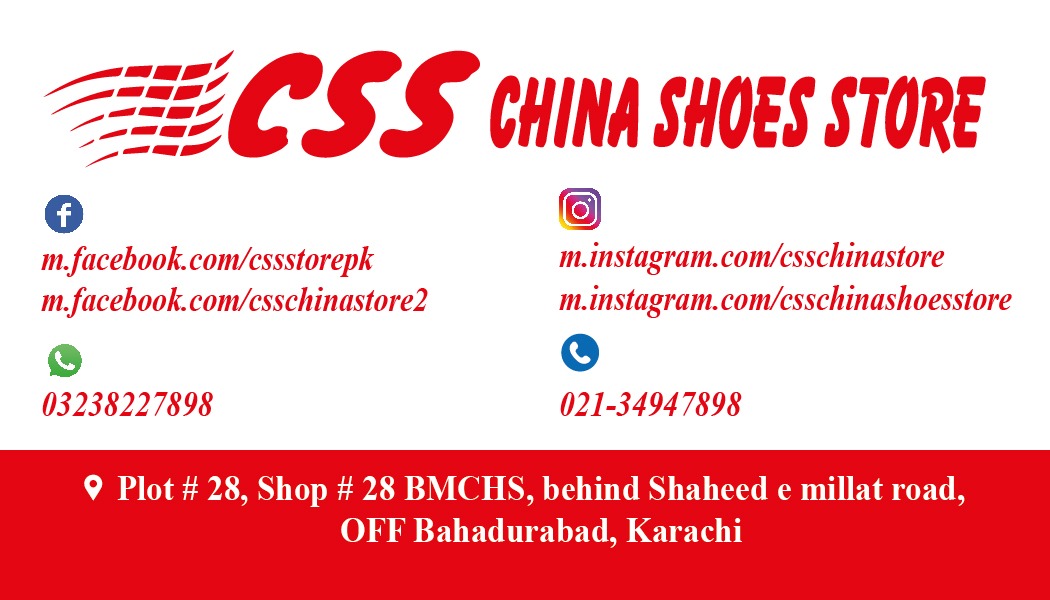 CSS CHINA SHOES STORE
m.facebook.com/cssstorepk
m.facebook.com/csschinastore2
m.instagram.com/csschinastore
m.instagram.com/csschinashoesstore
03238227898
021-34947898
Plot # 28, Shop # 28 BMCHS, behind Shaheed e millat road,
OFF Bahadurabad, Karachi